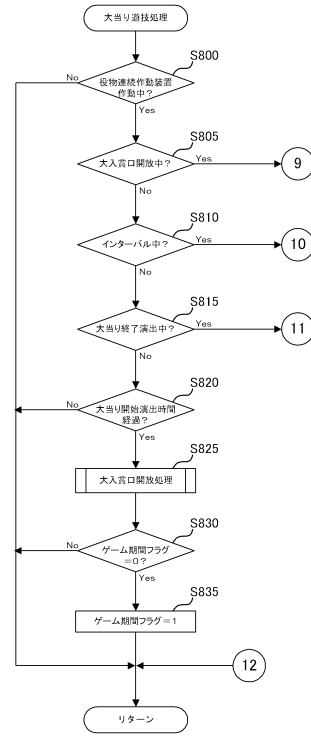 大当り遊技処理
S800
役物連続作動装置
作動中？
No
Yes
S805
大入賞口開放中？
Yes
9
No
S810
インターバル中？
Yes
10
No
S815
大当り終了演出中？
Yes
11
No
S820
大当り開始演出時間
経過？
No
Yes
S825
大入賞口開放処理
S830
ゲーム期間フラグ
＝0？
No
Yes
S835
ゲーム期間フラグ＝1
12
リターン